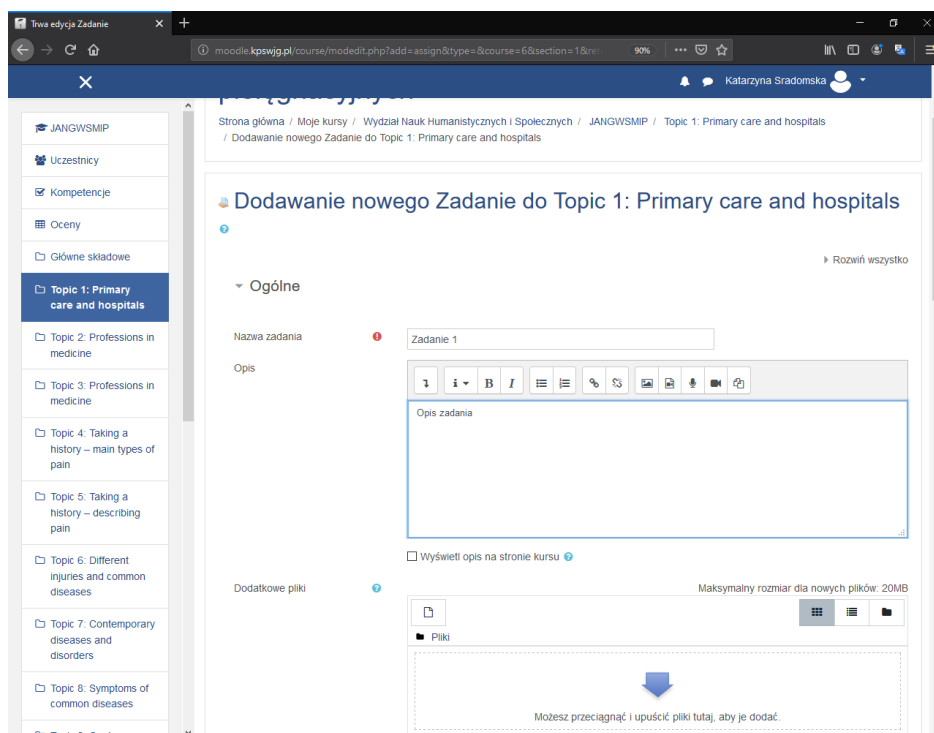 Trwa edycja Zadanie
moodle.kpswjg.pl/course/modedit.php?add=assign&type=&course=6&section=1&ret
90%
Katarzyna Sradomska
pielęgnacyjnych
Strona główna / Moje kursy / Wydział Nauk Humanistycznych i Społecznych / JANGWSMIP / Topic 1: Primary care and hospitals
/ Dodawanie nowego Zadanie do Topic 1: Primary care and hospitals
JANGWSMIP
Uczestnicy
Kompetencje
Oceny
Główne składowe
Topic 1: Primary
care and hospitals
Topic 2: Professions in
medicine
Topic 3: Professions in
medicine
Topic 4: Taking a
history – main types of
pain
Topic 5: Taking a
history – describing
pain
Topic 6: Different
injuries and common
diseases
Topic 7: Contemporary
diseases and
disorders
Topic 8: Symptoms of
common diseases
Dodawanie nowego Zadanie do Topic 1: Primary care and hospitals
Rozwiń wszystko
Ogólne
Nazwa zadania
Zadanie 1
Opis
Opis zadania
Wyświetl opis na stronie kursu
Dodatkowe pliki
Maksymalny rozmiar dla nowych plików: 20MB
Pliki
Możesz przeciągnąć i upuścić pliki tutaj, aby je dodać.